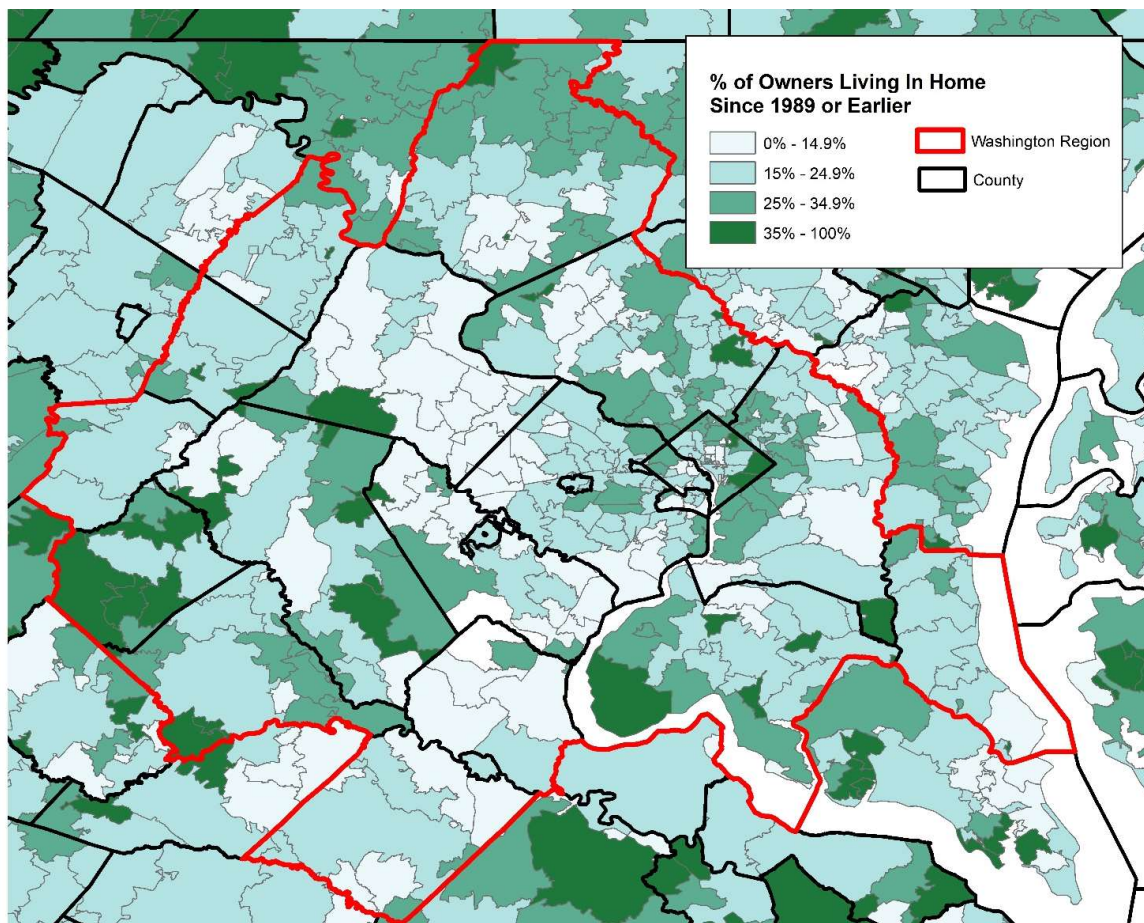 % of Owners Living In Home
Since 1989 or Earlier
0% - 14.9%
15% - 24.9%
25% - 34.9%
35% - 100%
Washington Region
County